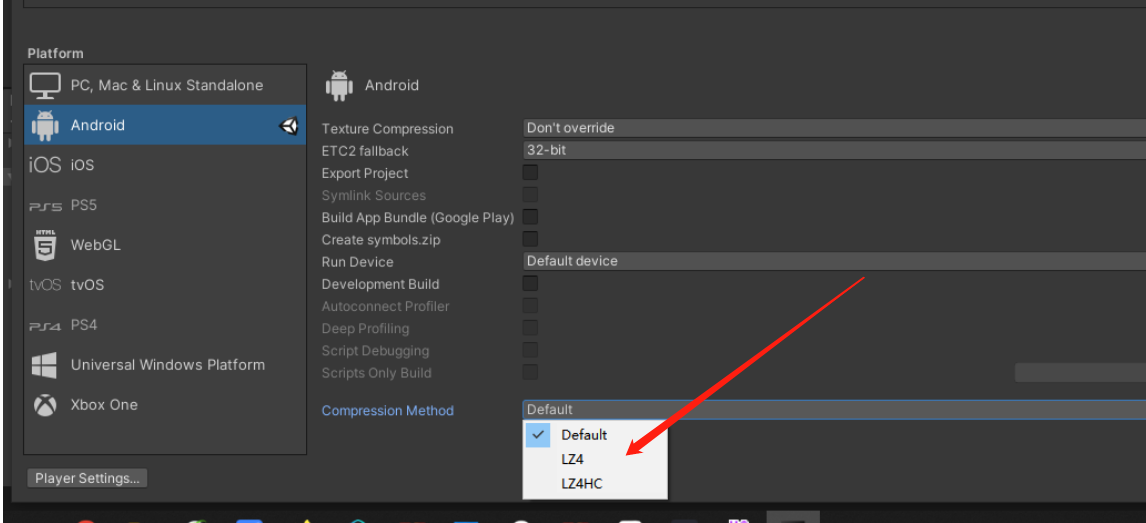 Platform
PC, Mac & Linux Standalone
Android
iOS iOS
PS5 PS5
HTML 5 WebGL
tvOS tvOS
PS4 PS4
Universal Windows Platform
Xbox One
Player Settings...
Android
Texture Compression Don't override
ETC2 fallback 32-bit
Export Project
Symlink Sources
Build App Bundle (Google Play)
Create symbols.zip
Run Device Default device
Development Build
Autoconnect Profiler
Deep Profiling
Script Debugging
Scripts Only Build
Compression Method Default
Default
LZ4
LZ4HC